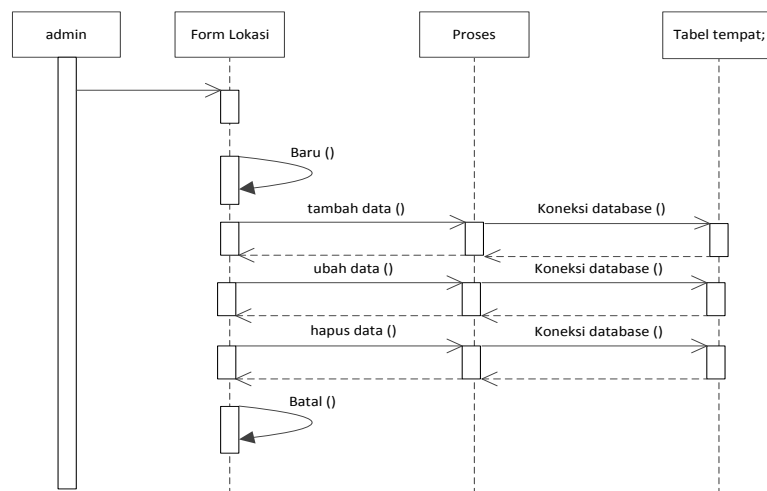 admin
Form Lokasi
Proses
Tabel tempat;
Baru ()
tambah data ()
Koneksi database ()
ubah data ()
Koneksi database ()
hapus data ()
Koneksi database ()
Batal ()